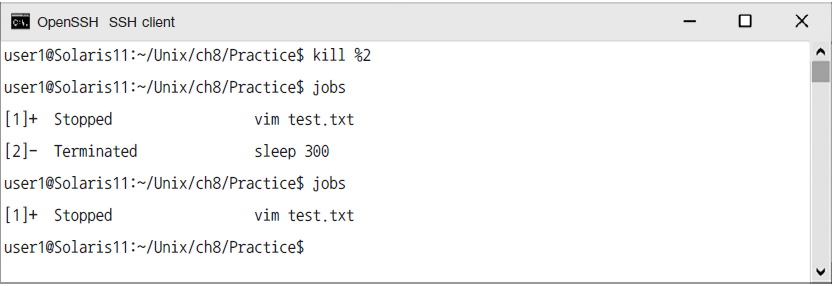 OpenSSH SSH client
user1@Solaris11:~/Unix/ch8/Practice$ kill %2
user1@Solaris11:~/Unix/ch8/Practice$ jobs
[1]+  Stopped                 vim test.txt
[2]-  Terminated              sleep 300
user1@Solaris11:~/Unix/ch8/Practice$ jobs
[1]+  Stopped                 vim test.txt
user1@Solaris11:~/Unix/ch8/Practice$